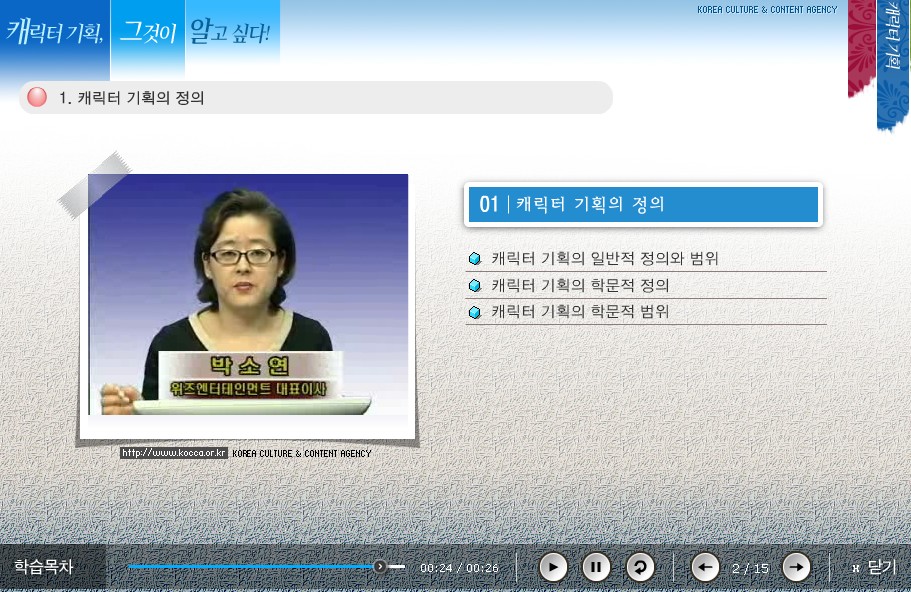 캐릭터 기획, 그것이 알고 싶다!
KOREA CULTURE & CONTENT AGENCY
캐릭터 기획
1. 캐릭터 기획의 정의
01 캐릭터 기획의 정의
캐릭터 기획의 일반적 정의와 범위
캐릭터 기획의 학문적 정의
캐릭터 기획의 학문적 범위
박 소 연
위즈엔터테인먼트 대표이사
http://www.kocca.or.kr KOREA CULTURE & CONTENT AGENCY
학습목차 00:24 / 00:26 2 / 15 x 닫기